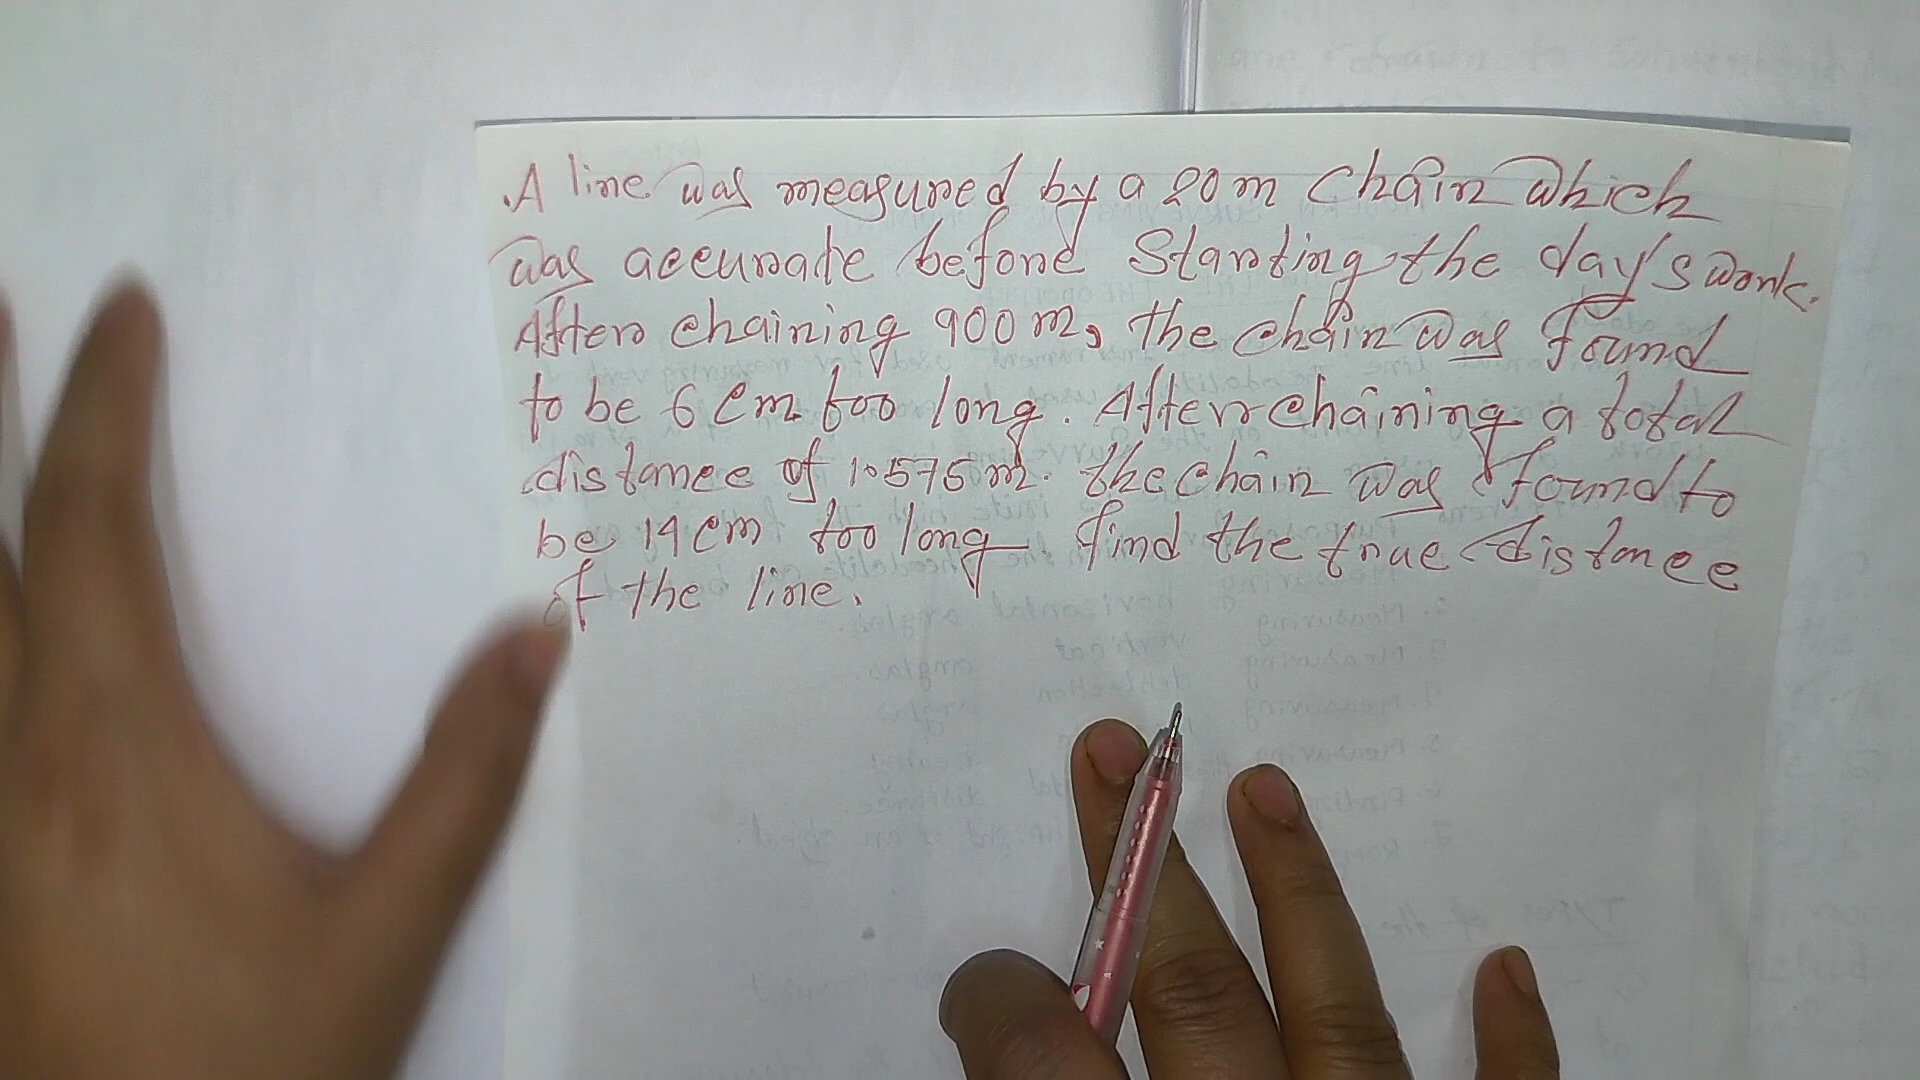 A line was measured by a 20 m chain which
was accurate before starting the day's work.
After chaining 900 m, the chain was found
to be 6 cm too long. After chaining a total
distance of 1.575 m. the chain was found to
be 14 cm too long. find the true distance
of the line.